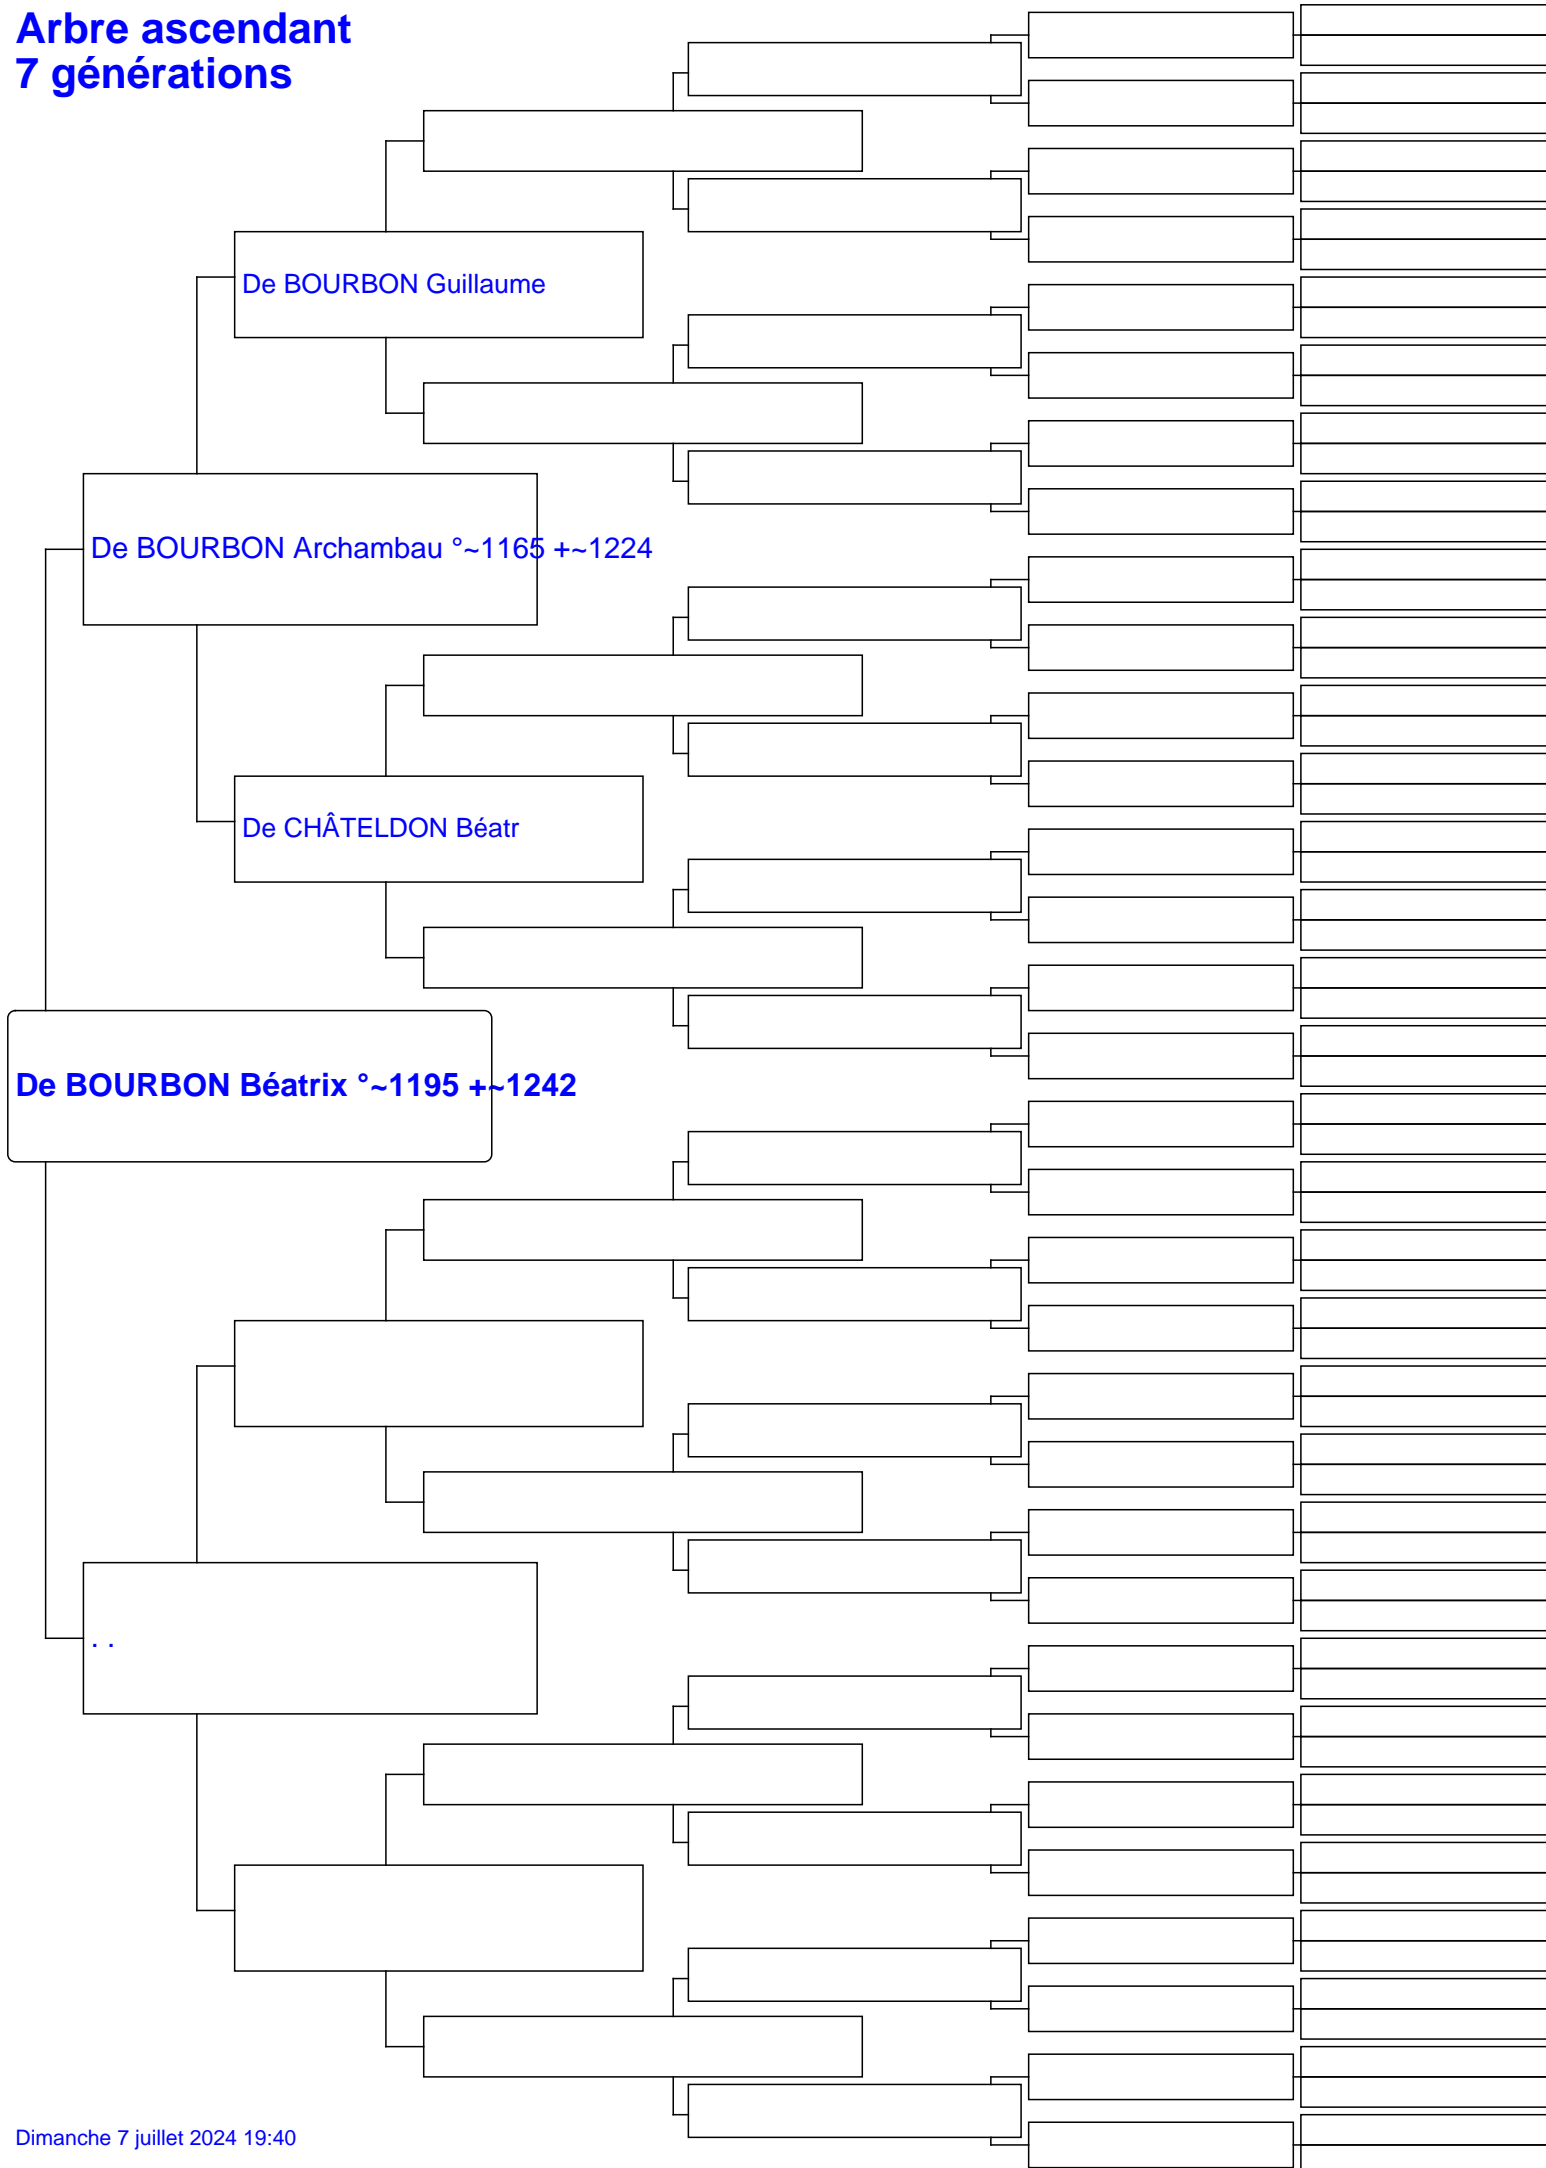 Arbre ascendant
7 générations
De BOURBON Guillaume
De BOURBON Archambau °~1165 +~1224
De CHÂTELDON Béatr
De BOURBON Béatrix °~1195 +~1242
. .
Dimanche 7 juillet 2024 19:40